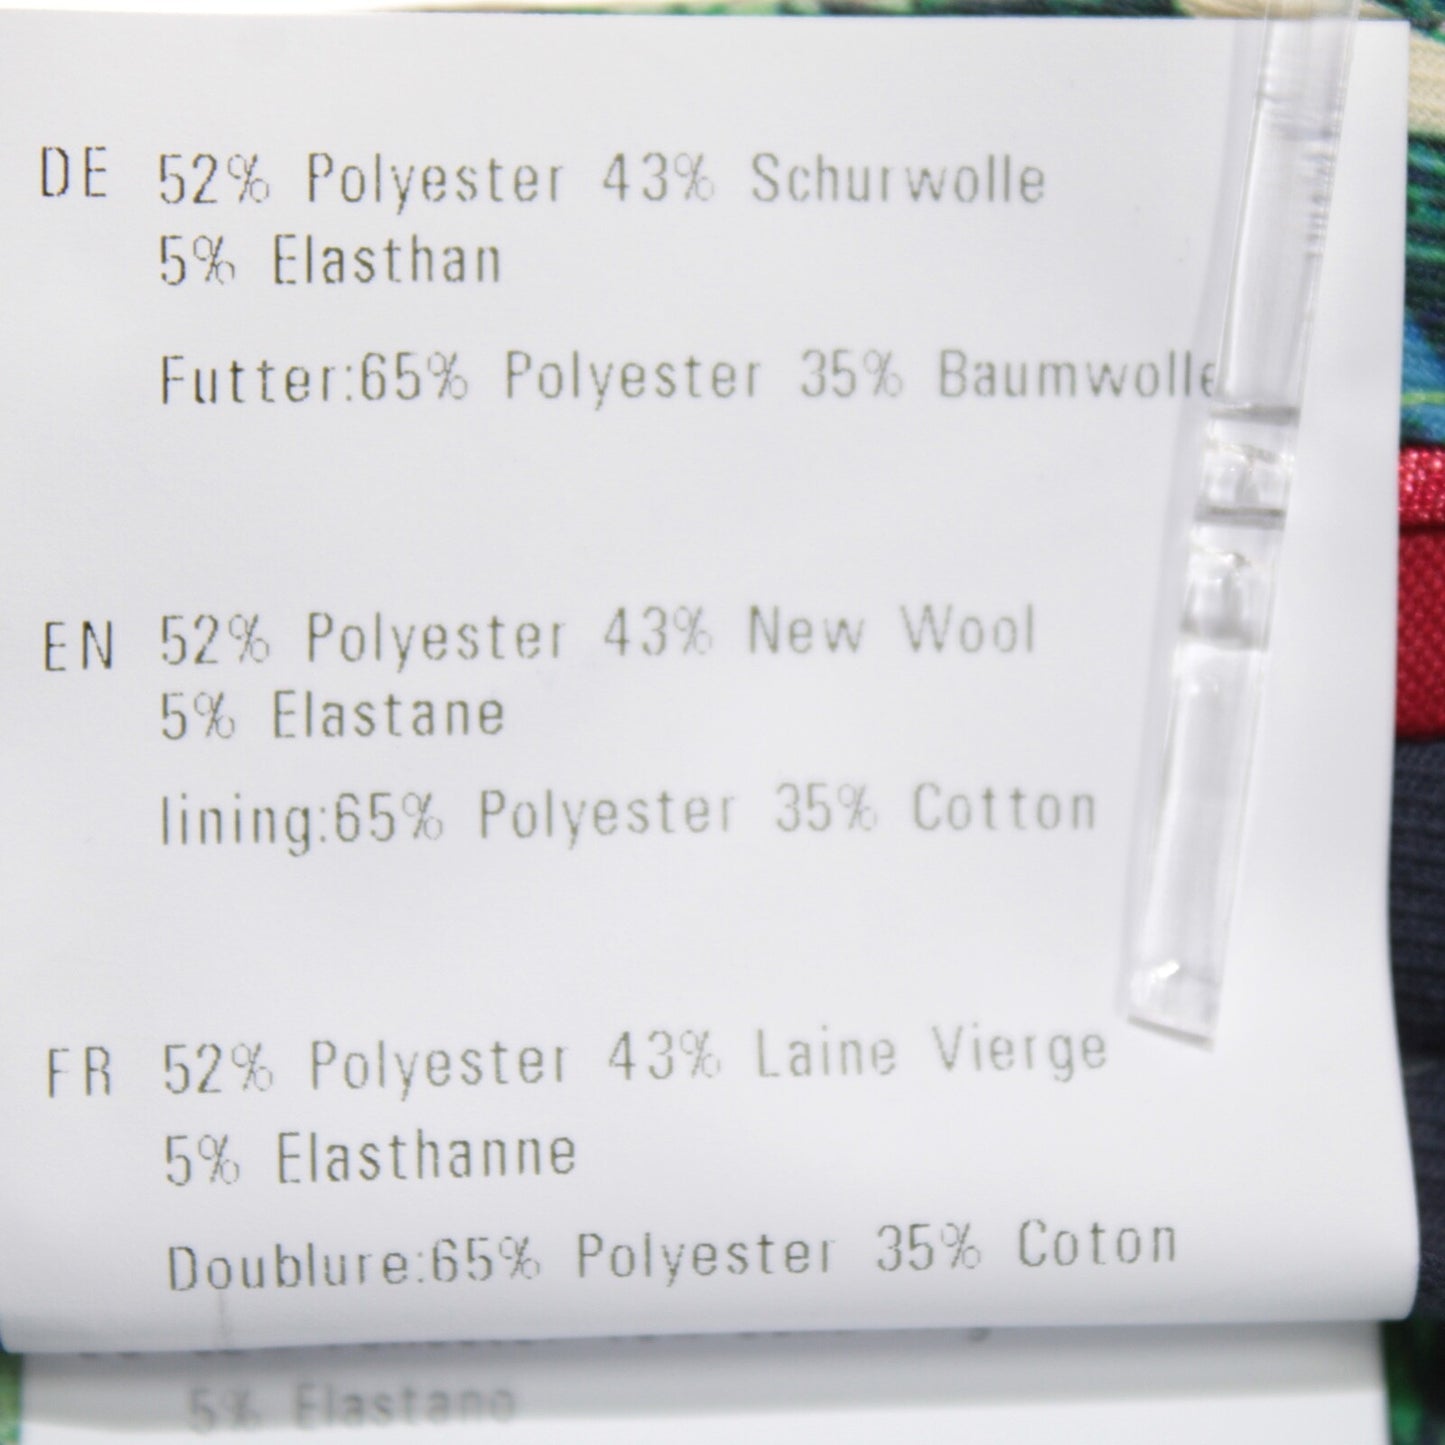 DE 52% Polyester 43% Schurwolle
5% Elasthan
Futter:65% Polyester 35% Baumwolle
EN 52% Polyester 43% New Wool
5% Elastane
lining:65% Polyester 35% Cotton
FR 52% Polyester 43% Laine Vierge
5% Elasthanne
Doublure:65% Polyester 35% Coton
5% Elastano